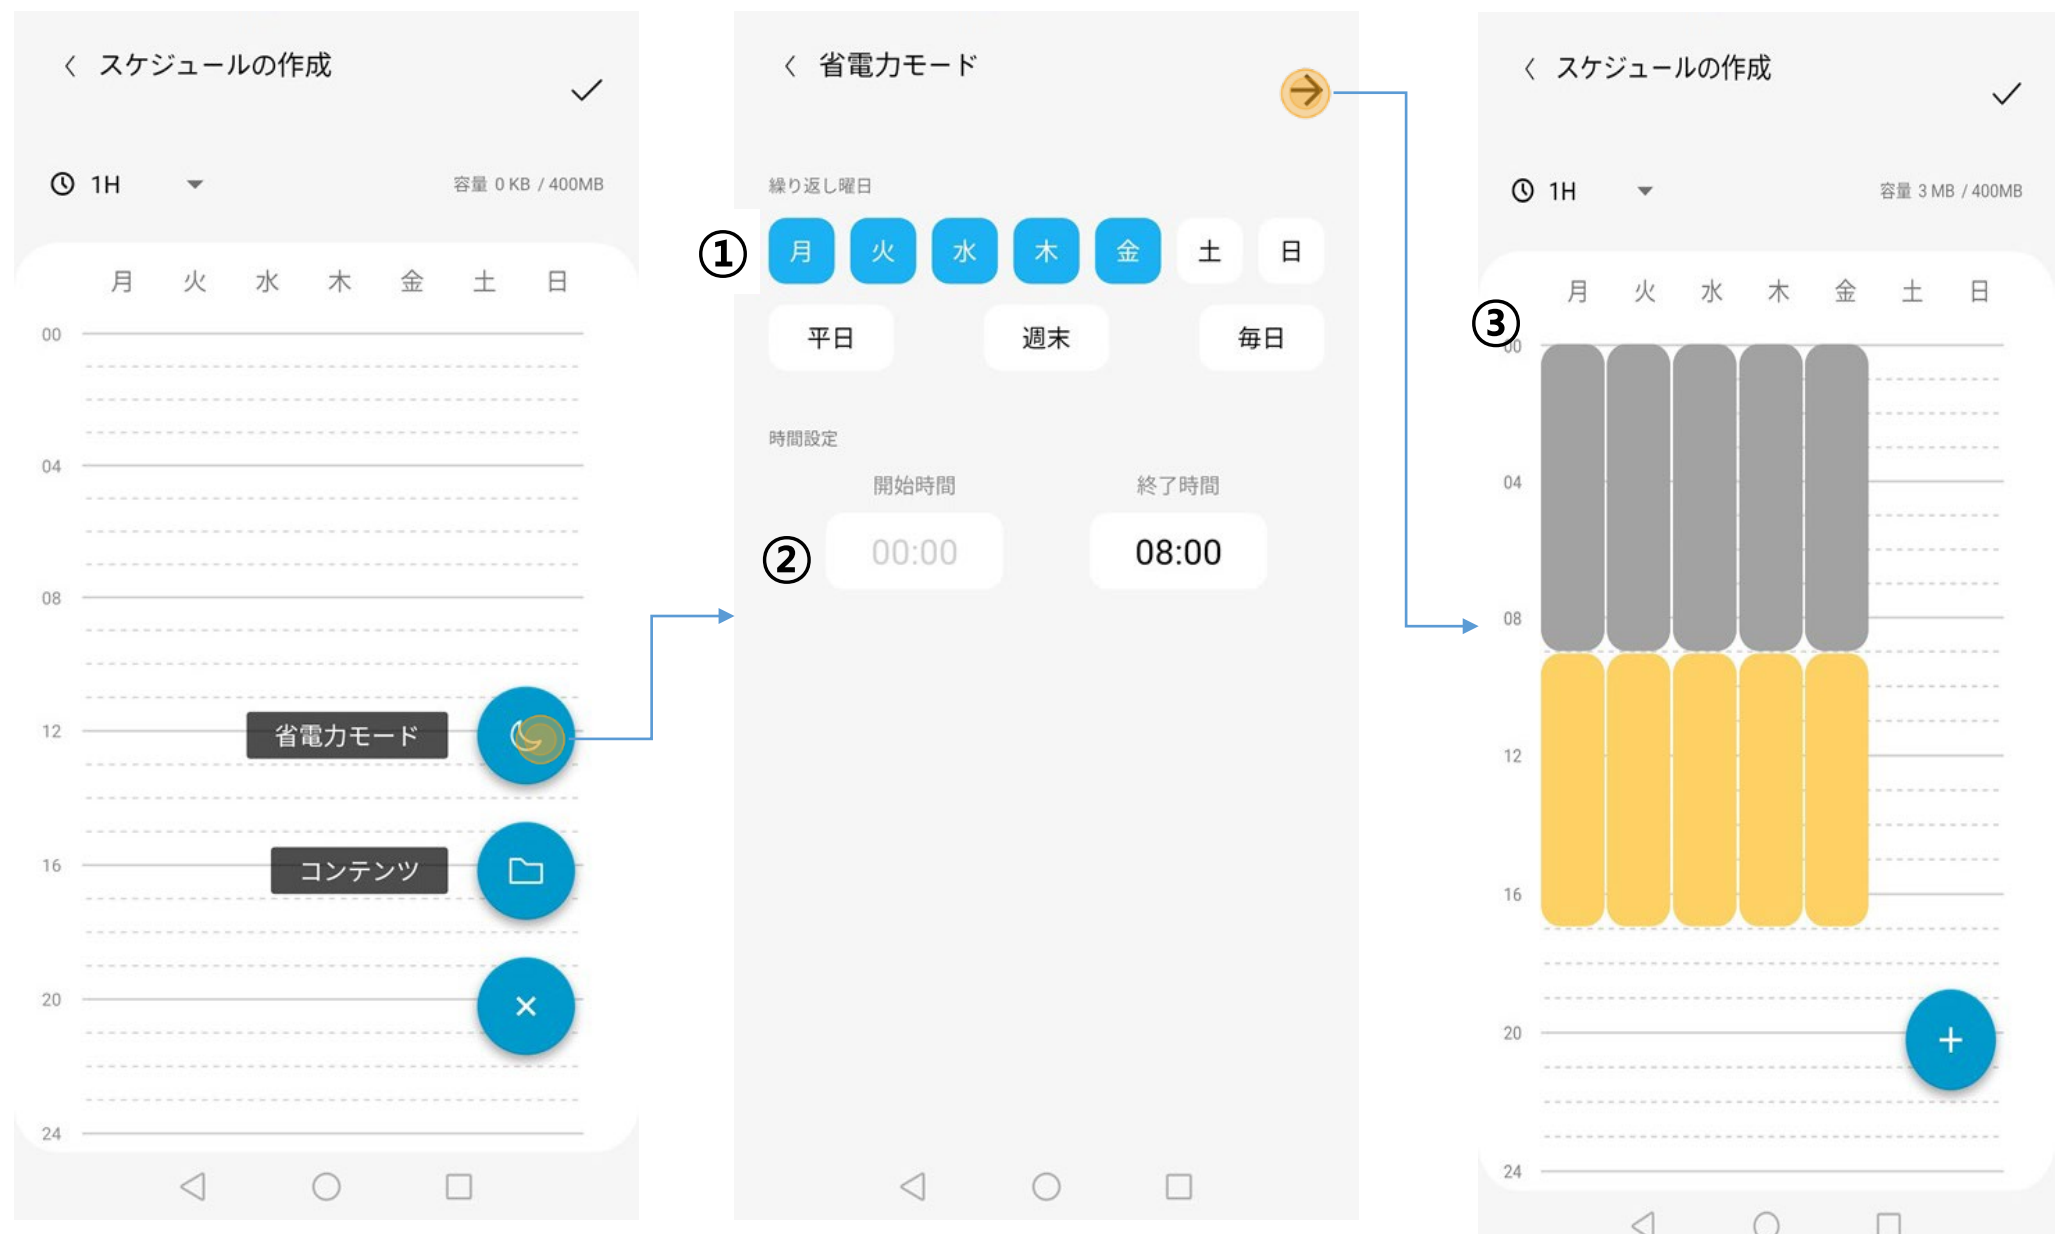 スケジュールの作成
1H
容量 0 KB / 400MB
月 火 水 木 金 土 日
00
04
08
12
省電力モード
16
コンテンツ
20
24
省電力モード
繰り返し曜日
①
月 火 水 木 金 土 日
平日 週末 毎日
時間設定
開始時間 終了時間
②
00:00 08:00
スケジュールの作成
1H
容量 3 MB / 400MB
月 火 水 木 金 土 日
③
00
04
08
12
16
20
24